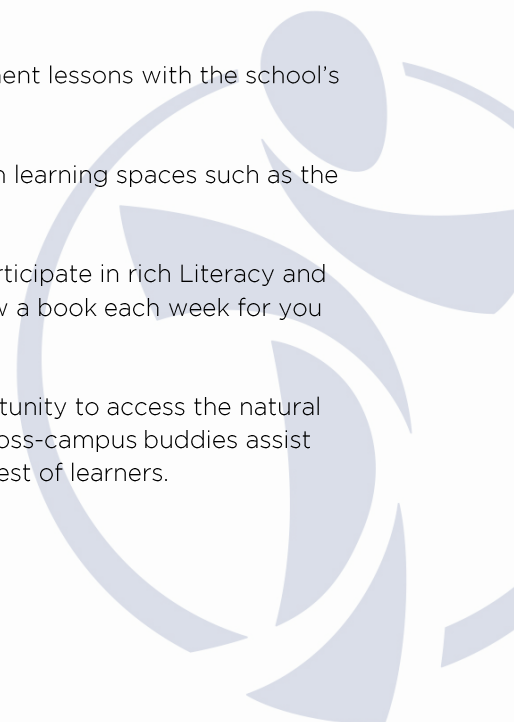 ent lessons with the school's
learning spaces such as the
rticipate in rich Literacy and
a book each week for you
tunity to access the natural
oss-campus buddies assist
est of learners.